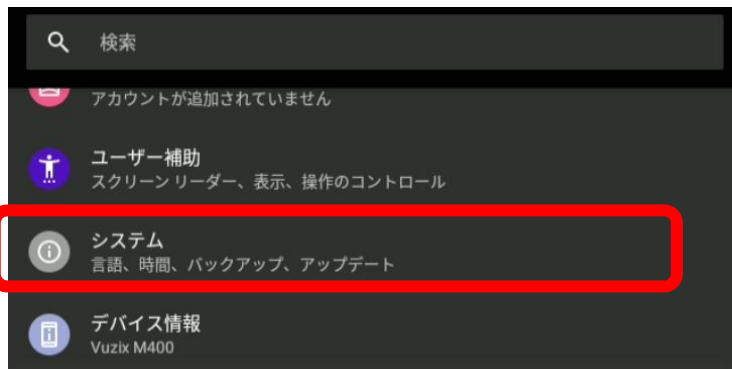 検索
アカウントが追加されていません
ユーザー補助
スクリーン リーダー、表示、操作のコントロール
システム
言語、時間、バックアップ、アップデート
デバイス情報
Vuzix M400